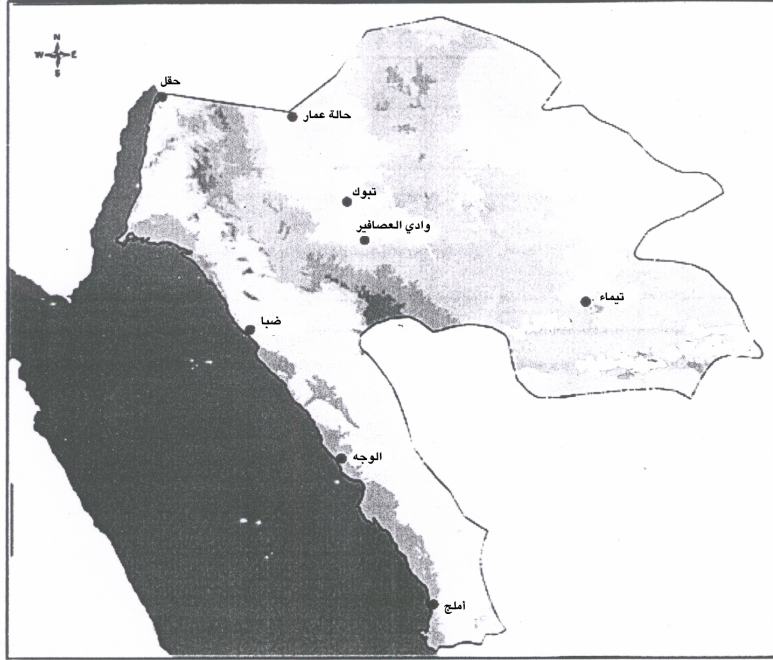 N
W E
S
حقل
حالة عمار
تبوك
وادي العصافير
تيماء
ضبا
الوجه
أملج